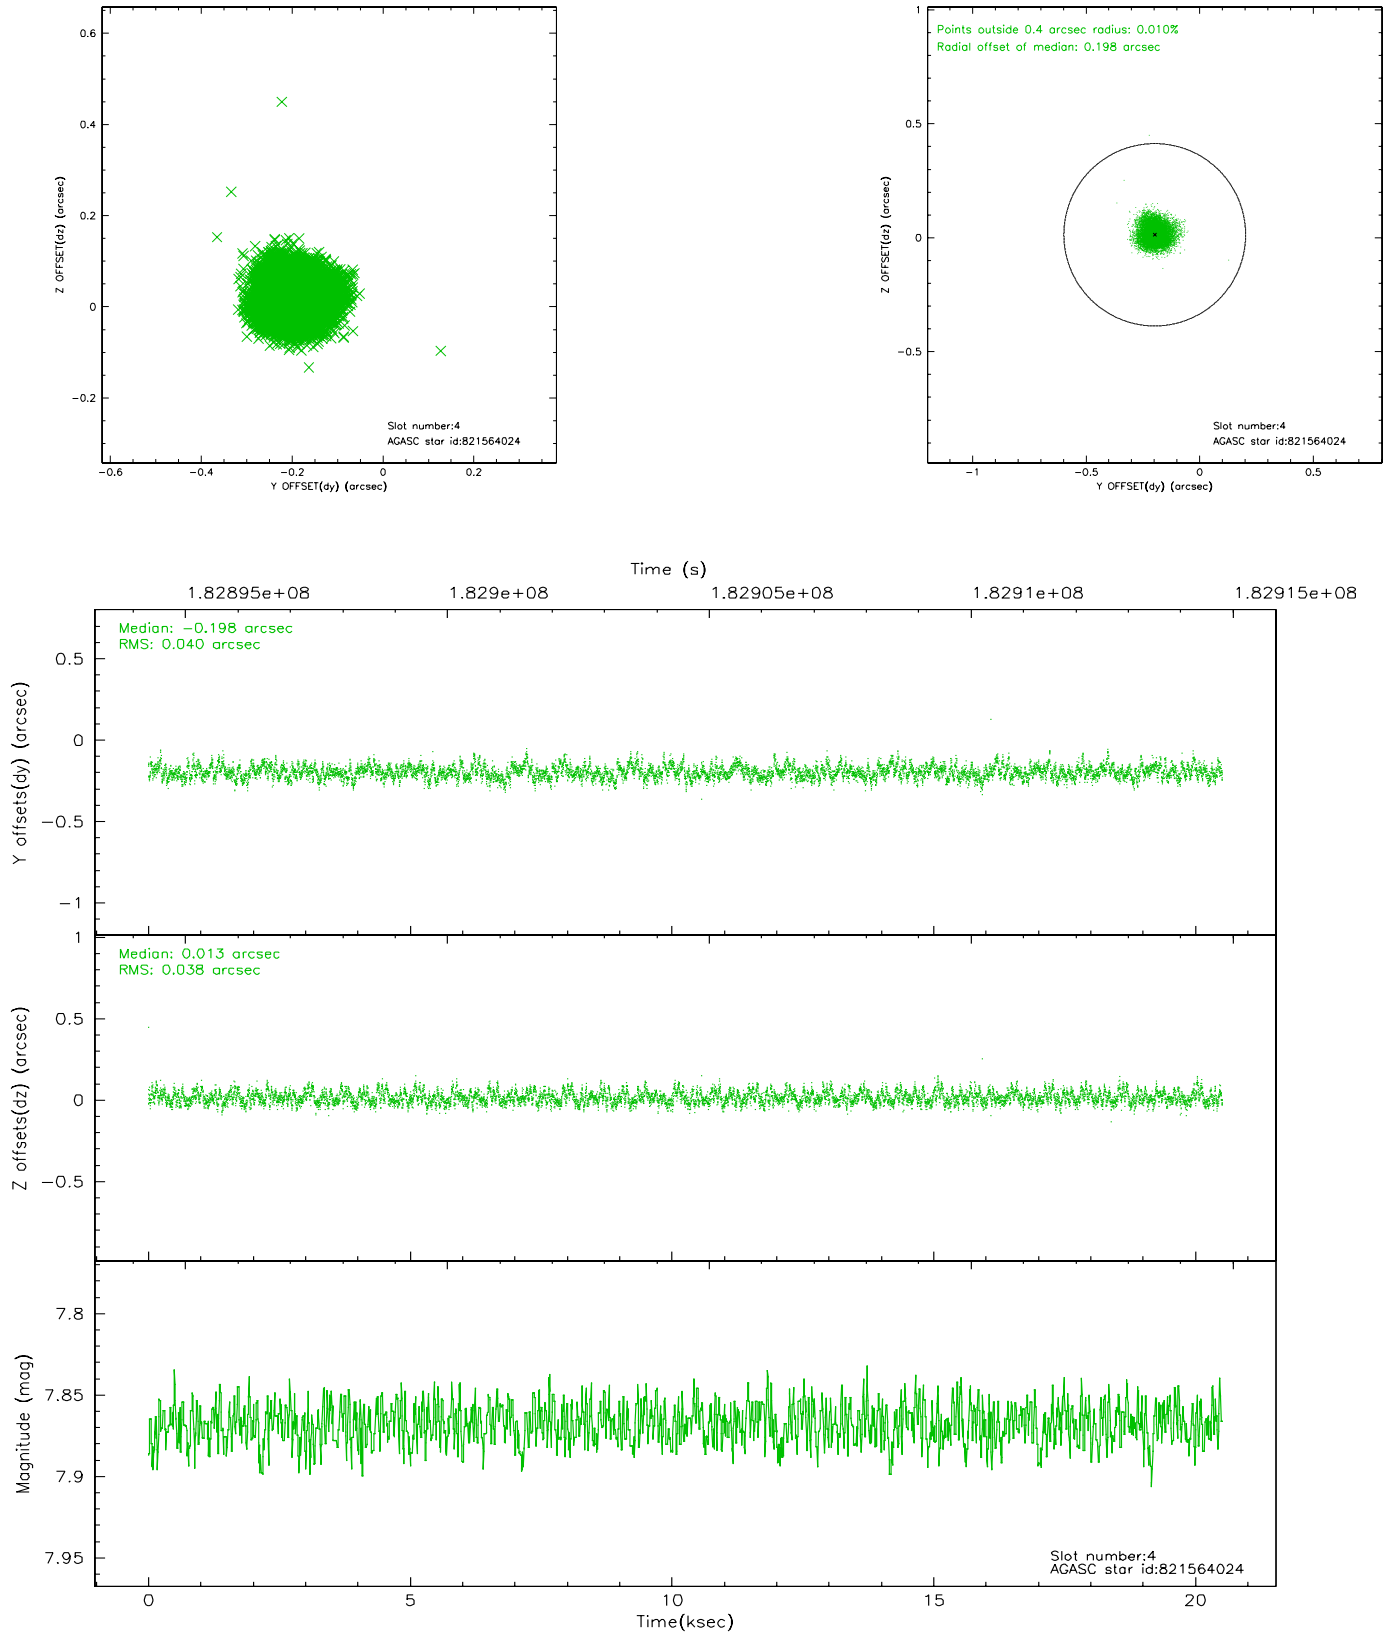 0.6
0.4
0.2
0
−0.2
Z OFFSET(dz) (arcsec)
Slot number:4
AGASC star id:821564024
−0.6 −0.4 −0.2 0 0.2
Y OFFSET(dy) (arcsec)
Points outside 0.4 arcsec radius: 0.010%
Radial offset of median: 0.198 arcsec
1
0.5
0
−0.5
Z OFFSET(dz) (arcsec)
Slot number:4
AGASC star id:821564024
−1 −0.5 0 0.5
Y OFFSET(dy) (arcsec)
Time (s)
1.82895e+08 1.829e+08 1.82905e+08 1.8291e+08 1.82915e+08
Median: −0.198 arcsec
RMS: 0.040 arcsec
0.5
0
−0.5
−1
Y offsets(dy) (arcsec)
Median: 0.013 arcsec
RMS: 0.038 arcsec
1
0.5
0
−0.5
Z offsets(dz) (arcsec)
7.8
7.85
7.9
7.95
Magnitude (mag)
Slot number:4
AGASC star id:821564024
0 5 10 15 20
Time(ksec)